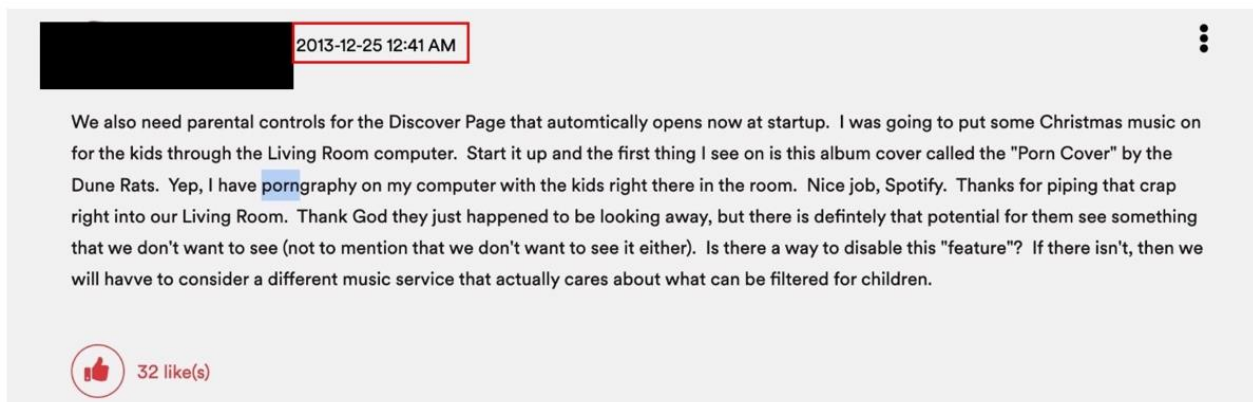 2013-12-25 12:41 AM
We also need parental controls for the Discover Page that automtically opens now at startup.  I was going to put some Christmas music on
for the kids through the Living Room computer.  Start it up and the first thing I see on is this album cover called the "Porn Cover" by the
Dune Rats.  Yep, I have porngraphy on my computer with the kids right there in the room.  Nice job, Spotify.  Thanks for piping that crap
right into our Living Room.  Thank God they just happened to be looking away, but there is defintely that potential for them see something
that we don't want to see (not to mention that we don't want to see it either).  Is there a way to disable this "feature"?  If there isn't, then we
will havve to consider a different music service that actually cares about what can be filtered for children.
32 like(s)